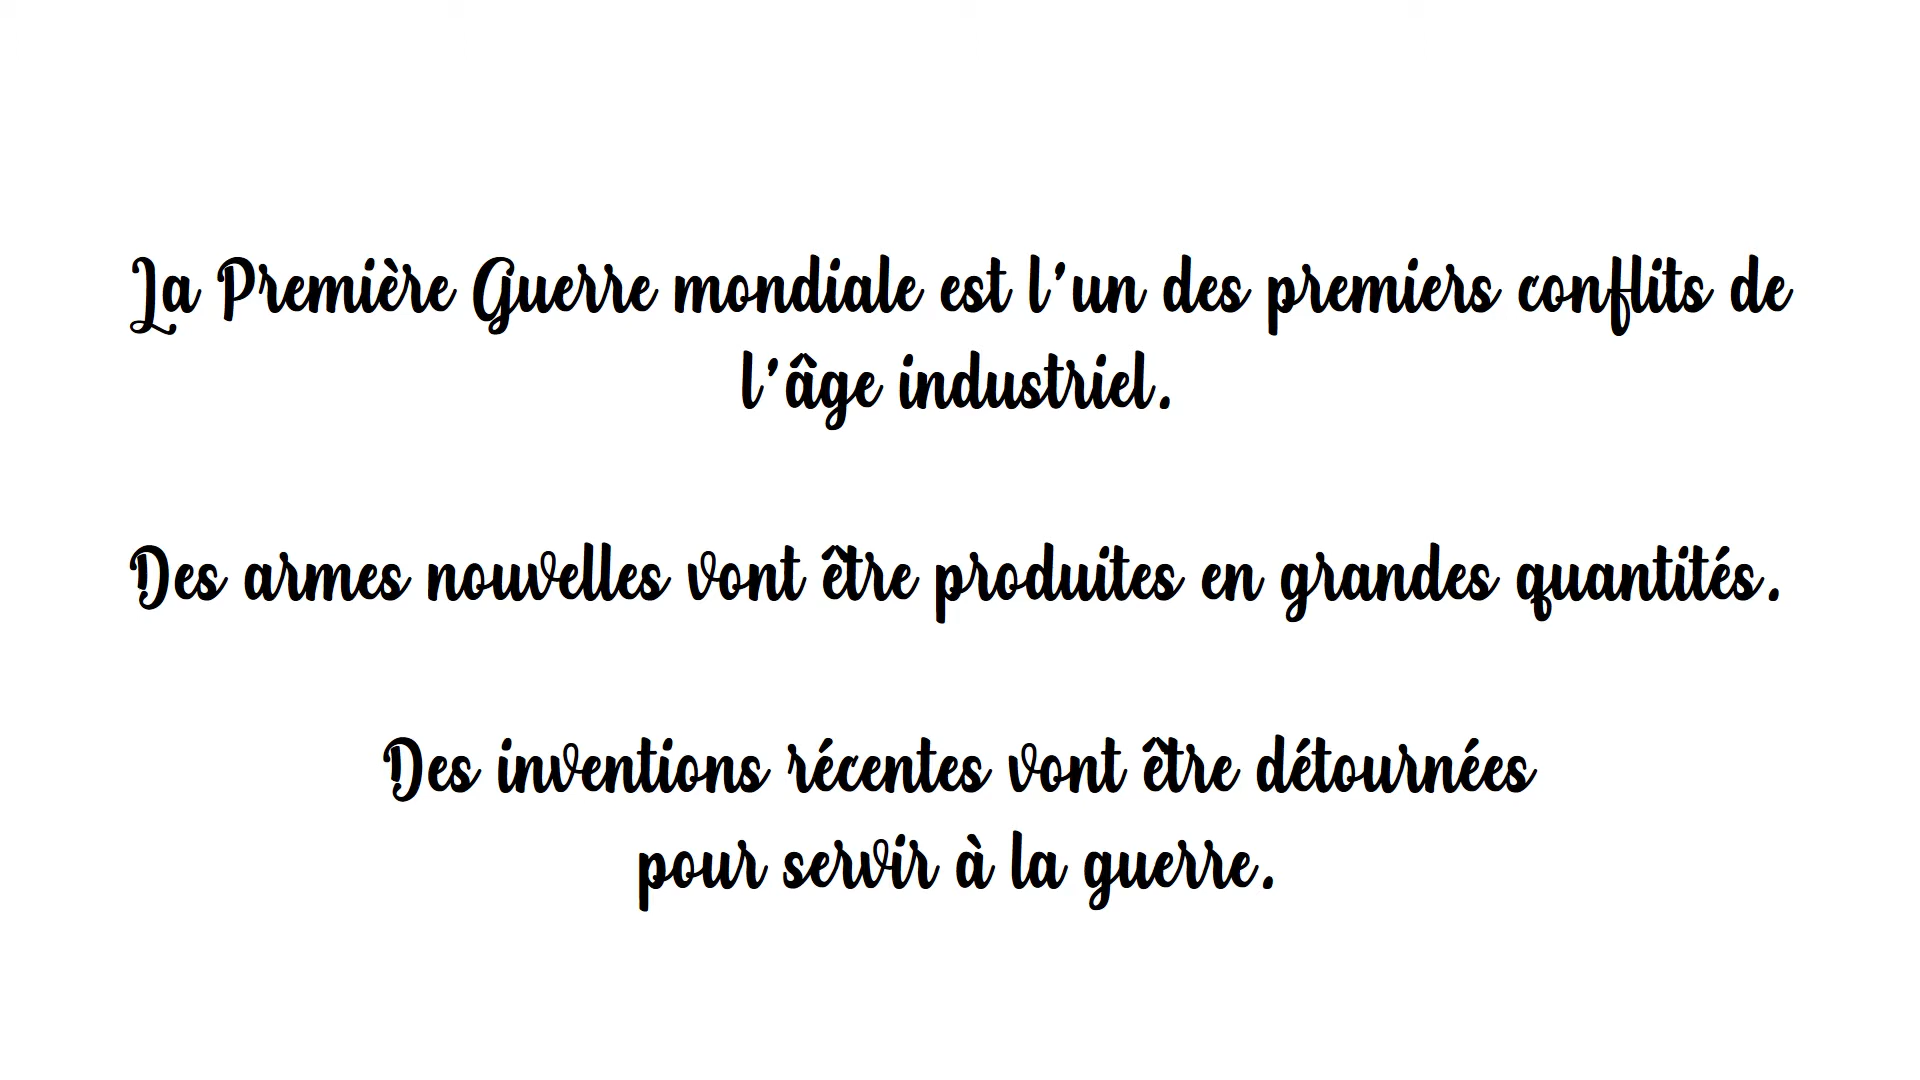 La Première Guerre mondiale est l’un des premiers conflits de
l’âge industriel.
Des armes nouvelles vont être produites en grandes quantités.
Des inventions récentes vont être détournées
pour servir à la guerre.